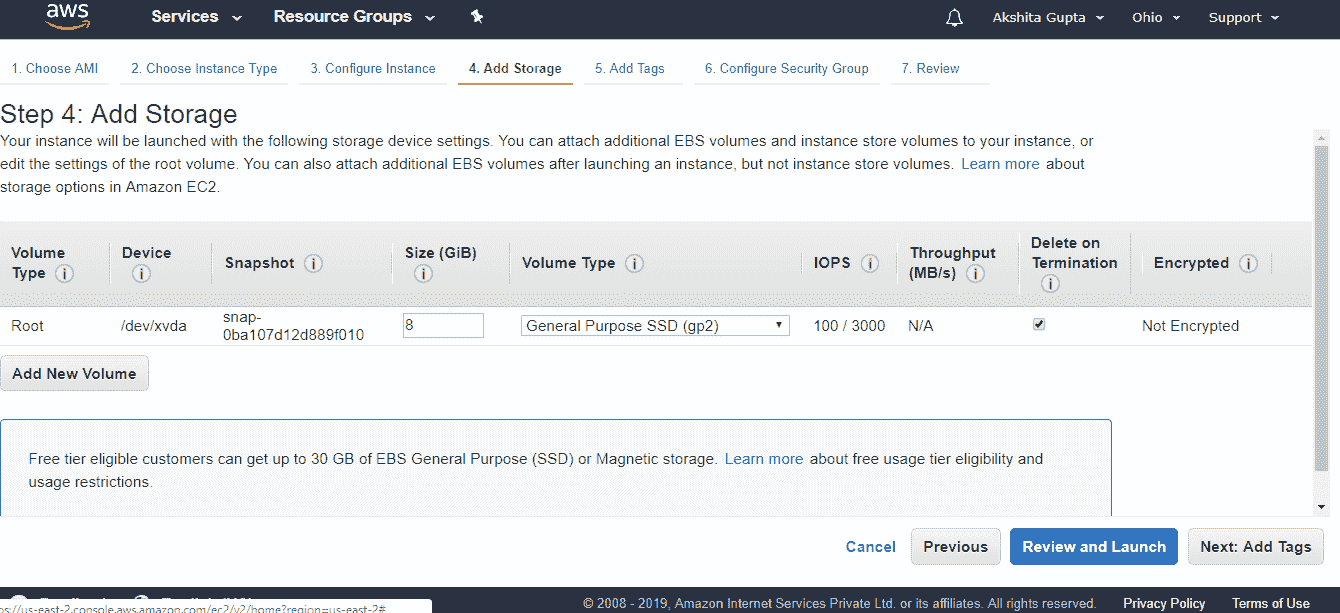 aws
Services
Resource Groups
Akshita Gupta
Ohio
Support
1. Choose AMI
2. Choose Instance Type
3. Configure Instance
4. Add Storage
5. Add Tags
6. Configure Security Group
7. Review
Step 4: Add Storage
Your instance will be launched with the following storage device settings. You can attach additional EBS volumes and instance store volumes to your instance, or
edit the settings of the root volume. You can also attach additional EBS volumes after launching an instance, but not instance store volumes. Learn more about
storage options in Amazon EC2.
Volume
Type
Device
Snapshot
Size (GiB)
Volume Type
IOPS
Throughput
(MB/s)
Delete on
Termination
Encrypted
Root
/dev/xvda
snap-
0ba107d12d889f010
8
General Purpose SSD (gp2)
100 / 3000
N/A
Not Encrypted
Add New Volume
Free tier eligible customers can get up to 30 GB of EBS General Purpose (SSD) or Magnetic storage. Learn more about free usage tier eligibility and
usage restrictions.
Cancel
Previous
Review and Launch
Next: Add Tags
ps://us-east-2.console.aws.amazon.com/ec2/v2/home?region=us-east-2#
© 2008 - 2019, Amazon Internet Services Private Ltd. or its affiliates. All rights reserved.
Privacy Policy
Terms of Use